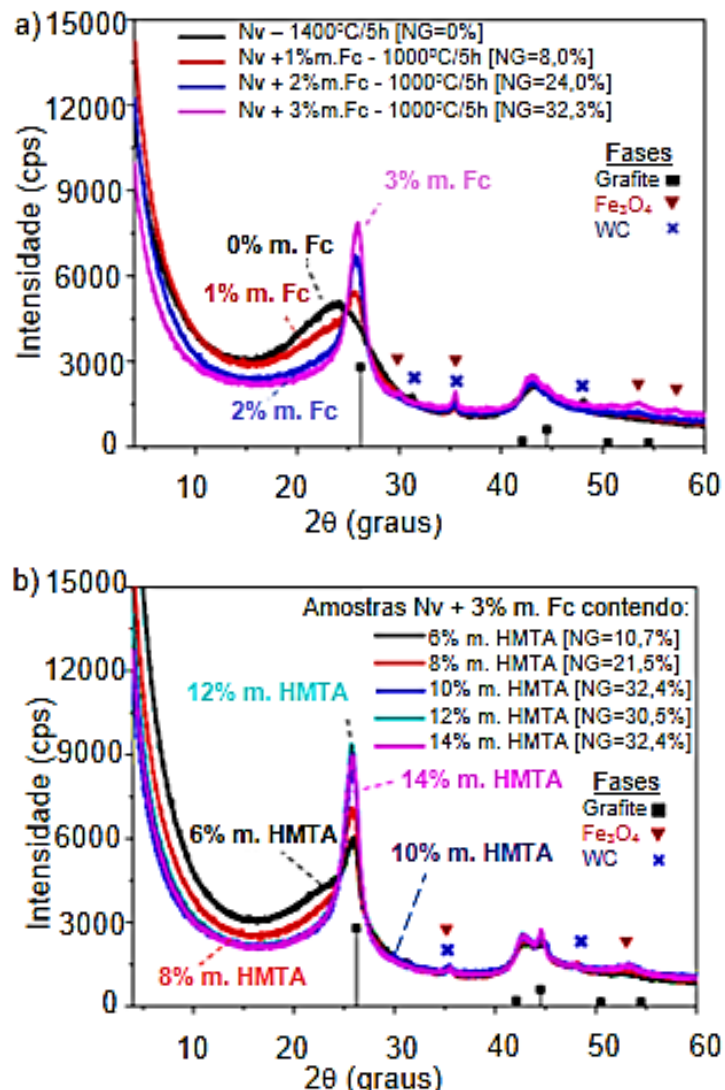 a)
15000
12000
9000
6000
3000
0
Intensidade (cps)
Nv – 1400ºC/5h [NG=0%]
Nv +1%m.Fc - 1000ºC/5h [NG=8,0%]
Nv + 2%m.Fc - 1000ºC/5h [NG=24,0%]
Nv + 3%m.Fc - 1000ºC/5h [NG=32,3%]
Fases
Grafite
Fe₃O₄
WC
3% m. Fc
0% m. Fc
1% m. Fc
2% m. Fc
10 20 30 40 50 60
2θ (graus)
b)
15000
12000
9000
6000
3000
0
Intensidade (cps)
Amostras Nv + 3% m. Fc contendo:
6% m. HMTA [NG=10,7%]
8% m. HMTA [NG=21,5%]
10% m. HMTA [NG=32,4%]
12% m. HMTA [NG=30,5%]
14% m. HMTA [NG=32,4%]
Fases
Grafite
Fe₃O₄
WC
12% m. HMTA
14% m. HMTA
6% m. HMTA
10% m. HMTA
8% m. HMTA
10 20 30 40 50 60
2θ (graus)